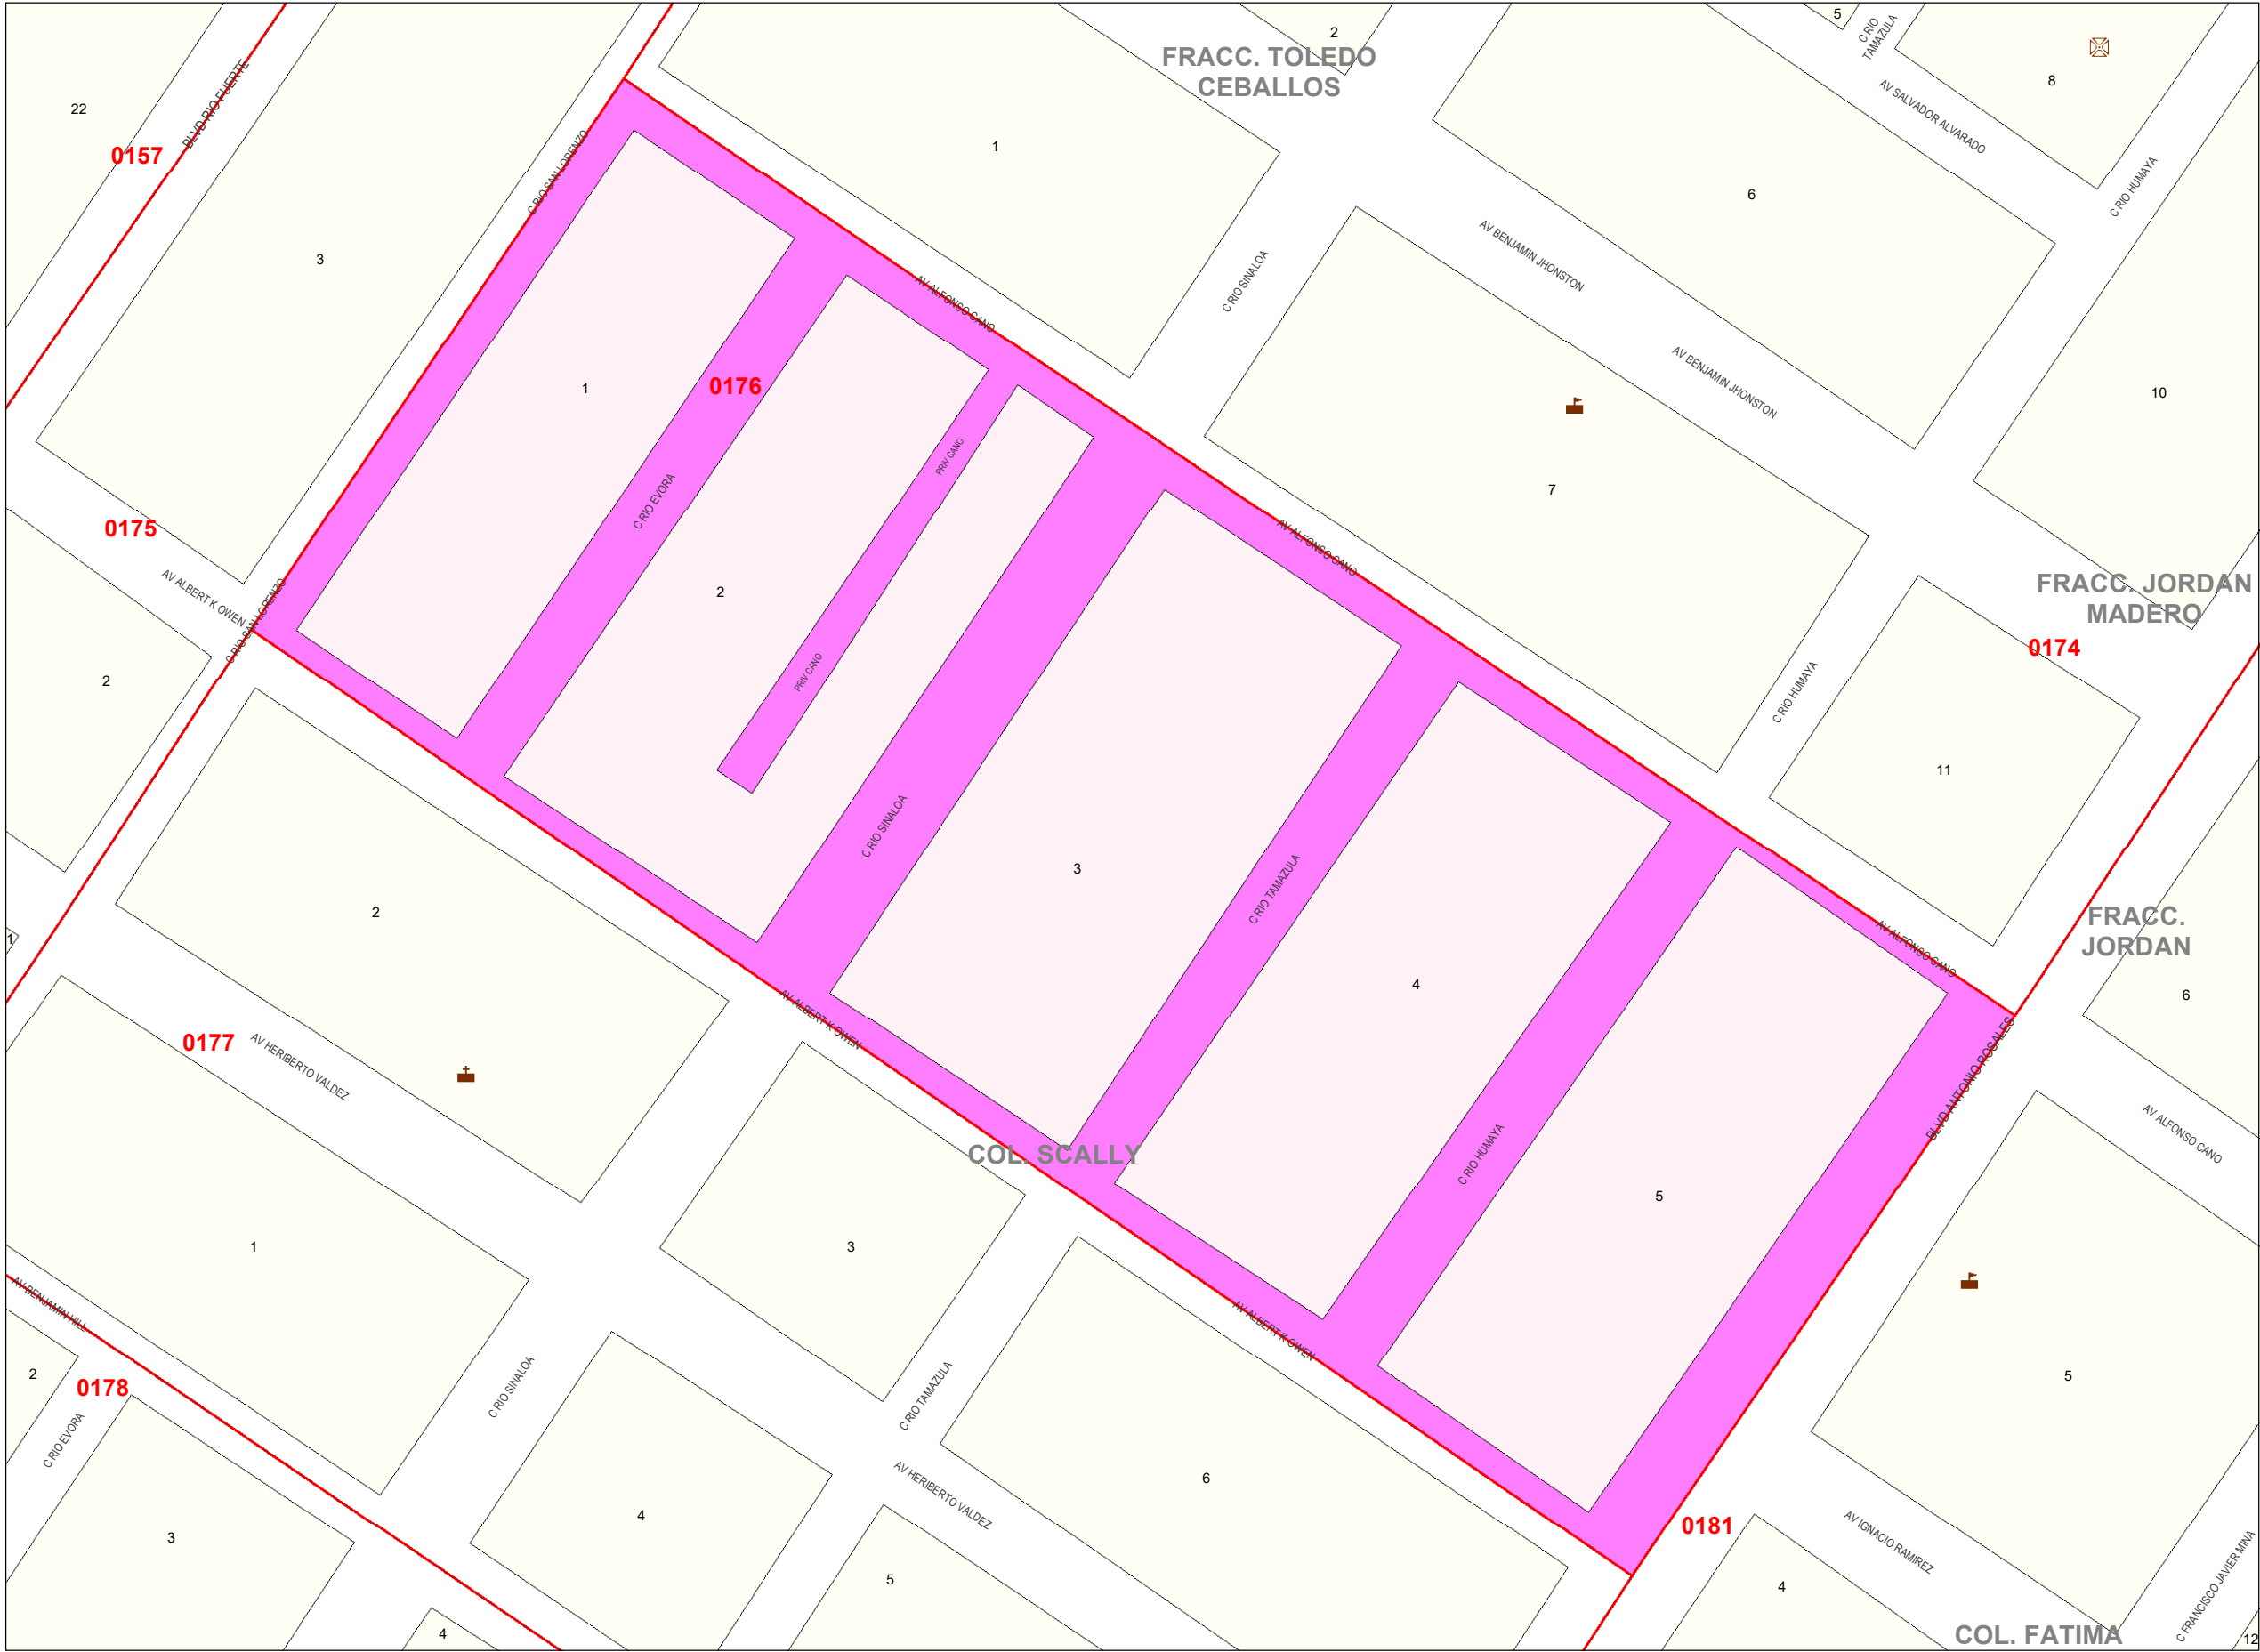 5
C RIO
TAMAZULA
2
FRACC. TOLEDO
CEBALLOS
8
22
BLVD RIO FUERTE
0157
AV SALVADOR ALVARADO
1
C RIO SAN LORENZO
6
C RIO HUMAYA
3
AV BENJAMIN JHONSTON
C RIO SINALOA
AV ALFONSO CANO
1
0176
AV BENJAMIN JHONSTON
10
PRIV CANO
C RIO EVORA
7
0175
AV ALFONSO CANO
AV ALBERT K OWEN
2
FRACC. JORDAN
MADERO
C RIO SAN LORENZO
0174
2
PRIV CANO
C RIO HUMAYA
11
C RIO SINALOA
3
C RIO TAMAZULA
2
FRACC.
JORDAN
1
AV ALFONSO CANO
4
6
AV ALBERT K OWEN
0177
AV HERIBERTO VALDEZ
BLVD ANTONIO ROSALES
AV ALFONSO CANO
COL. SCALLY
C RIO HUMAYA
5
1
3
AV BENJAMIN HILL
AV ALBERT K OWEN
2
0178
C RIO SINALOA
5
C RIO TAMAZULA
C RIO EVORA
6
AV HERIBERTO VALDEZ
4
0181
AV IGNACIO RAMIREZ
3
5
4
C FRANCISCO JAVIER MINA
4
COL. FATIMA
12